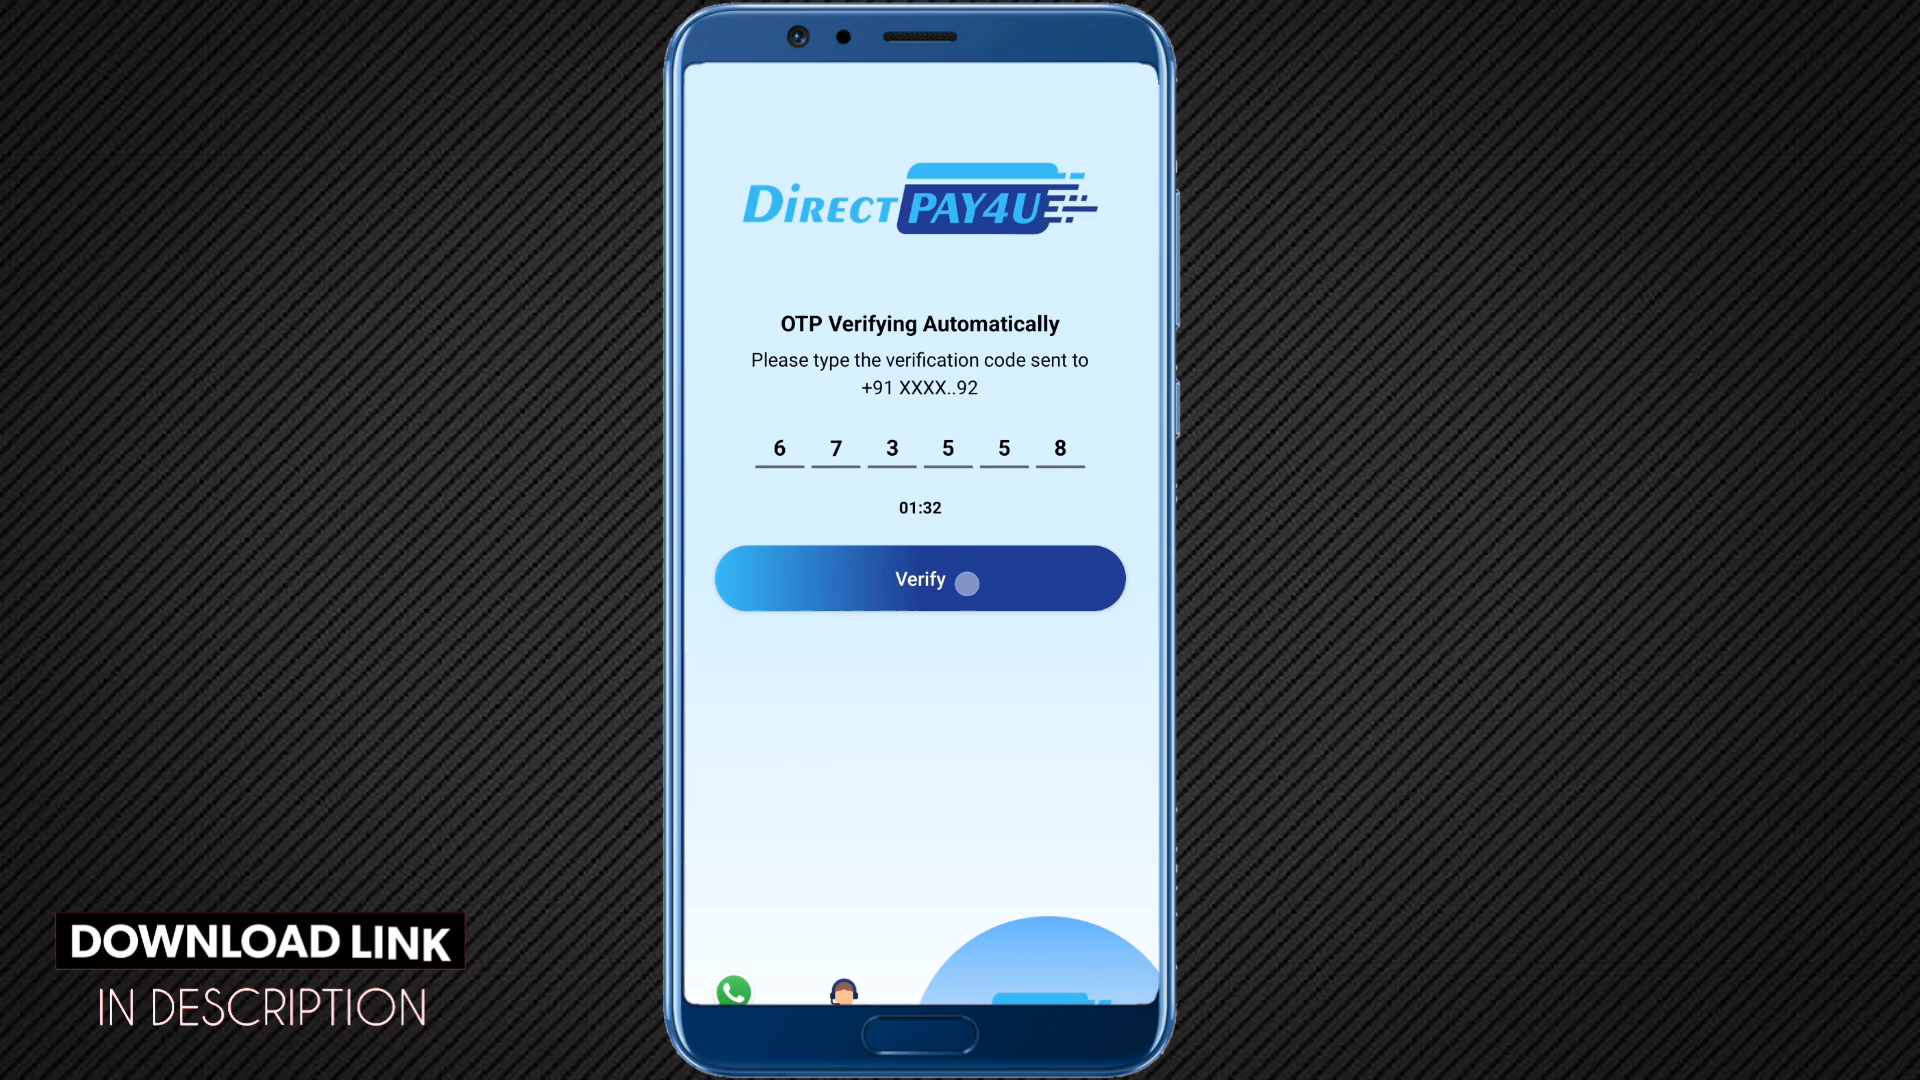 DIRECT PAY4U
OTP Verifying Automatically
Please type the verification code sent to
+91 XXXX..92
6 7 3 5 5 8
01:32
Verify
DOWNLOAD LINK
IN DESCRIPTION